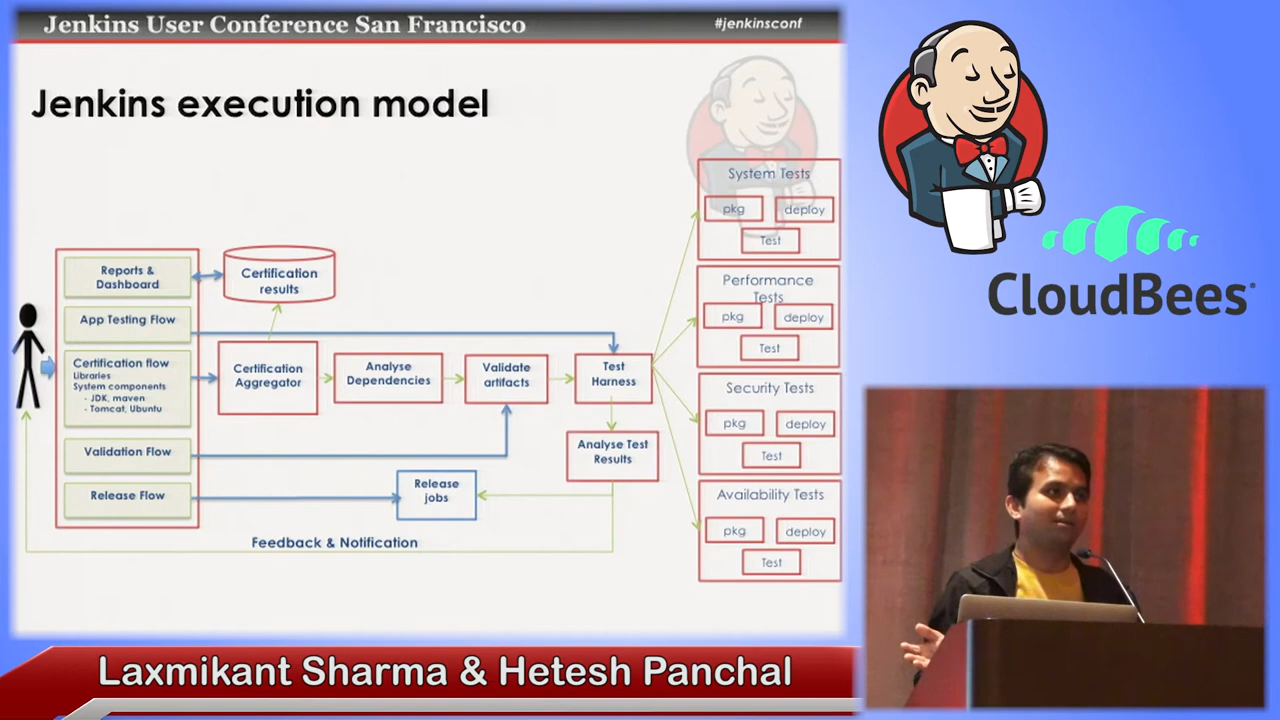 Jenkins User Conference San Francisco
#jenkinsconf
Jenkins execution model
Reports &
Dashboard
App Testing Flow
Certification flow
Libraries
System components
- JDK, maven
- Tomcat, Ubuntu
Validation Flow
Release Flow
Certification
results
Certification
Aggregator
Analyse
Dependencies
Validate
artifacts
Test
Harness
Analyse Test
Results
Release
jobs
Feedback & Notification
System Tests
pkg
deploy
Test
Performance
Tests
pkg
deploy
Test
Security Tests
pkg
deploy
Test
Availability Tests
pkg
deploy
Test
CloudBees
Laxmikant Sharma & Hetesh Panchal